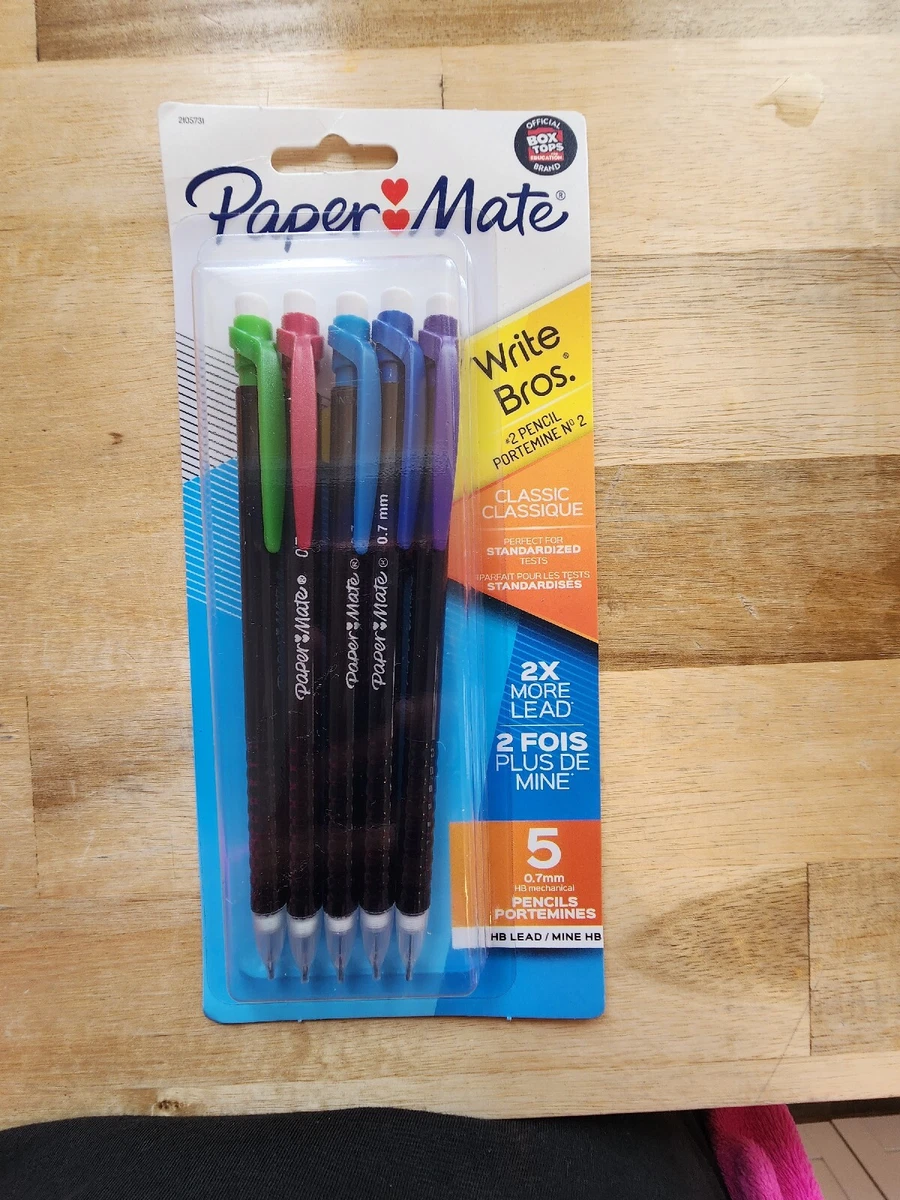 2105731
OFFICIAL
BOX
TOPS
FOR
EDUCATION
BRAND
Paper Mate®
Write
Bros.®
#2 PENCIL
PORTEMINE Nº 2
CLASSIC
CLASSIQUE
PERFECT FOR
STANDARDIZED
TESTS
PARFAIT POUR LES TESTS
STANDARDISÉS
2X
MORE
LEAD*
2 FOIS
PLUS DE
MINE*
5
0.7mm
HB mechanical
PENCILS
PORTEMINES
HB LEAD / MINE HB
Paper Mate®
Paper Mate®
Paper Mate® 0.7 mm